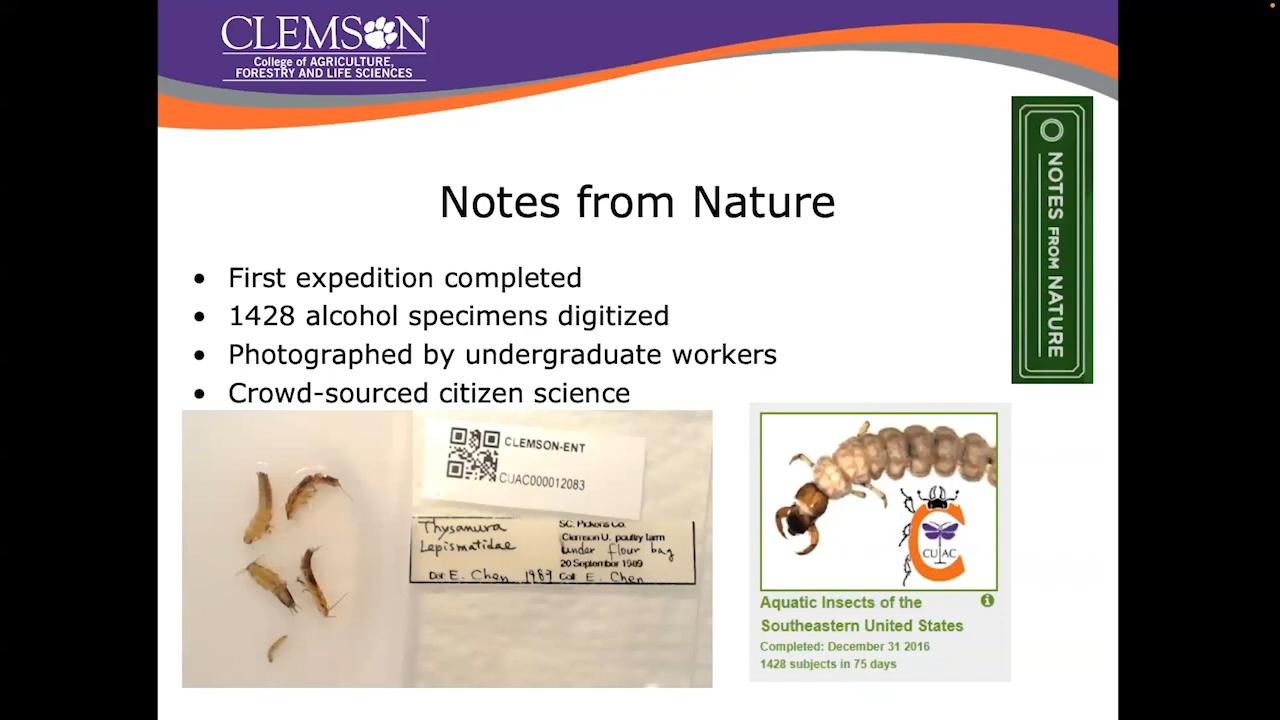 CLEMSON
College of AGRICULTURE,
FORESTRY AND LIFE SCIENCES
NOTES FROM NATURE
Notes from Nature
• First expedition completed
• 1428 alcohol specimens digitized
• Photographed by undergraduate workers
• Crowd-sourced citizen science
CLEMSON-ENT
CUAC000012083
Thysanura
Lepismatidae
Det. E. Chen 1989
SC: Pickens Co.
Clemson U. poultry farm
under flour bag
20 September 1989
Coll. E. Chen
CUAC
Aquatic Insects of the
Southeastern United States
Completed: December 31 2016
1428 subjects in 75 days